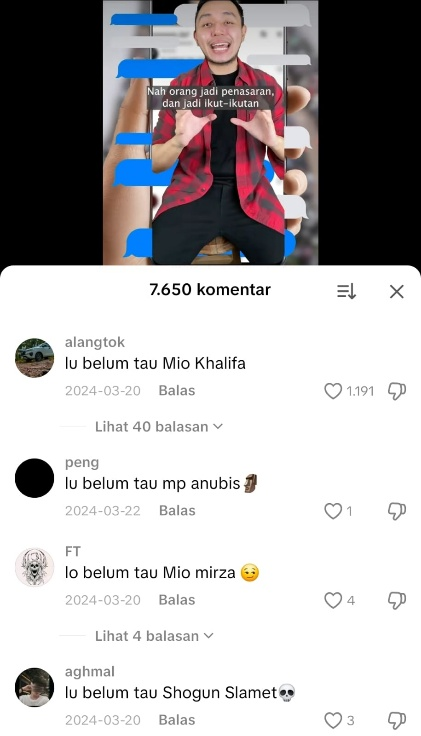 Nah orang jadi penasaran,
dan jadi ikut-ikutan
7.650 komentar
alangtok
lu belum tau Mio Khalifa
2024-03-20 Balas 1.191
Lihat 40 balasan
peng
lu belum tau mp anubis🗿
2024-03-22 Balas 1
FT
lo belum tau Mio mirza 🤨
2024-03-20 Balas 4
Lihat 4 balasan
aghmal
lu belum tau Shogun Slamet💀
2024-03-20 Balas 3